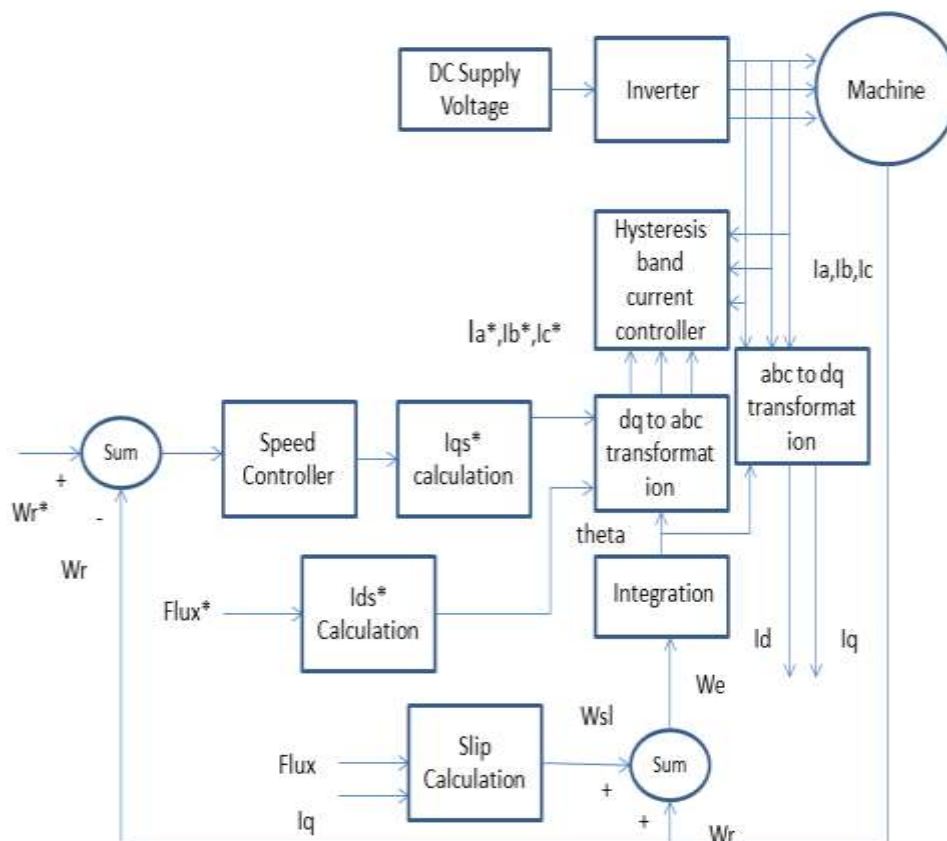 DC Supply
Voltage
Inverter
Machine
Hysteresis
band
current
controller
Ia,Ib,Ic
Ia*,Ib*,Ic*
abc to dq
transformat
ion
dq to abc
transformat
ion
Sum
Speed
Controller
Iqs*
calculation
+
Wr*
-
Wr
theta
Flux*
Ids*
Calculation
Integration
Id
Iq
We
Wsl
Flux
Iq
Slip
Calculation
Sum
+
+
Wr